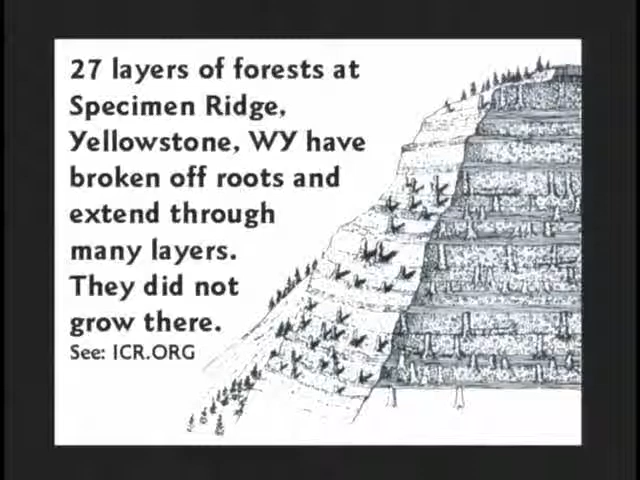 27 layers of forests at
Specimen Ridge,
Yellowstone, WY have
broken off roots and
extend through
many layers.
They did not
grow there.
See: ICR.ORG